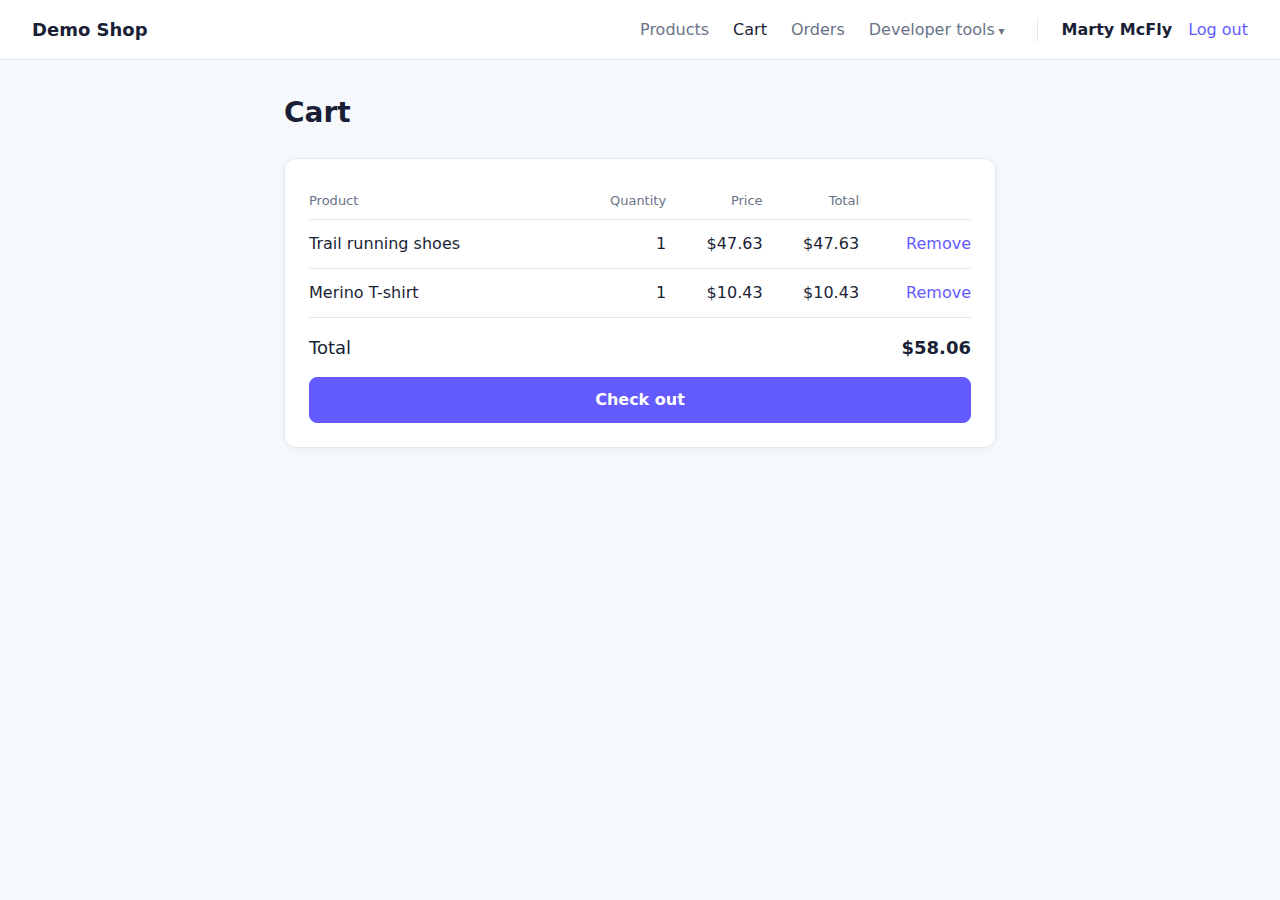 Demo Shop Products Cart Orders Developer tools ▾ Marty McFly Log out
Cart
Product Quantity Price Total
Trail running shoes 1 $47.63 $47.63 Remove
Merino T-shirt 1 $10.43 $10.43 Remove
Total $58.06
Check out